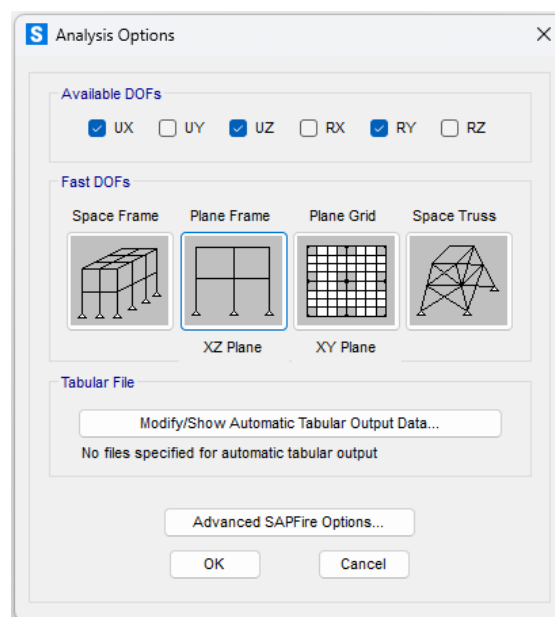 S Analysis Options
Available DOFs
UX UY UZ RX RY RZ
Fast DOFs
Space Frame Plane Frame Plane Grid Space Truss
XZ Plane XY Plane
Tabular File
Modify/Show Automatic Tabular Output Data...
No files specified for automatic tabular output
Advanced SAPFire Options...
OK Cancel